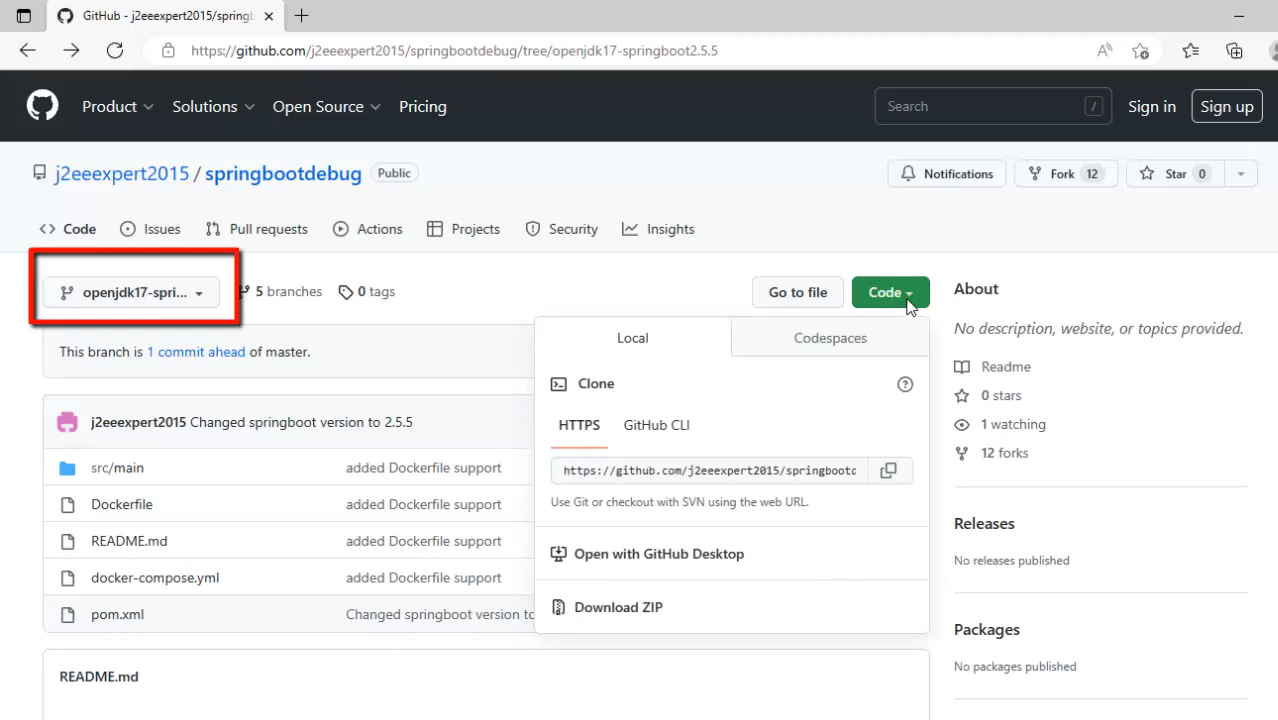 GitHub - j2eeexpert2015/springb
https://github.com/j2eeexpert2015/springbootdebug/tree/openjdk17-springboot2.5.5
Product Solutions Open Source Pricing Search / Sign in Sign up
j2eeexpert2015 / springbootdebug Public Notifications Fork 12 Star 0
Code Issues Pull requests Actions Projects Security Insights
openjdk17-spri... 5 branches 0 tags Go to file Code
This branch is 1 commit ahead of master.
Local Codespaces
Clone
HTTPS GitHub CLI
https://github.com/j2eeexpert2015/springbootd
Use Git or checkout with SVN using the web URL.
Open with GitHub Desktop
Download ZIP
j2eeexpert2015 Changed springboot version to 2.5.5
src/main added Dockerfile support
Dockerfile added Dockerfile support
README.md added Dockerfile support
docker-compose.yml added Dockerfile support
pom.xml Changed springboot version to
README.md
About
No description, website, or topics provided.
Readme
0 stars
1 watching
12 forks
Releases
No releases published
Packages
No packages published